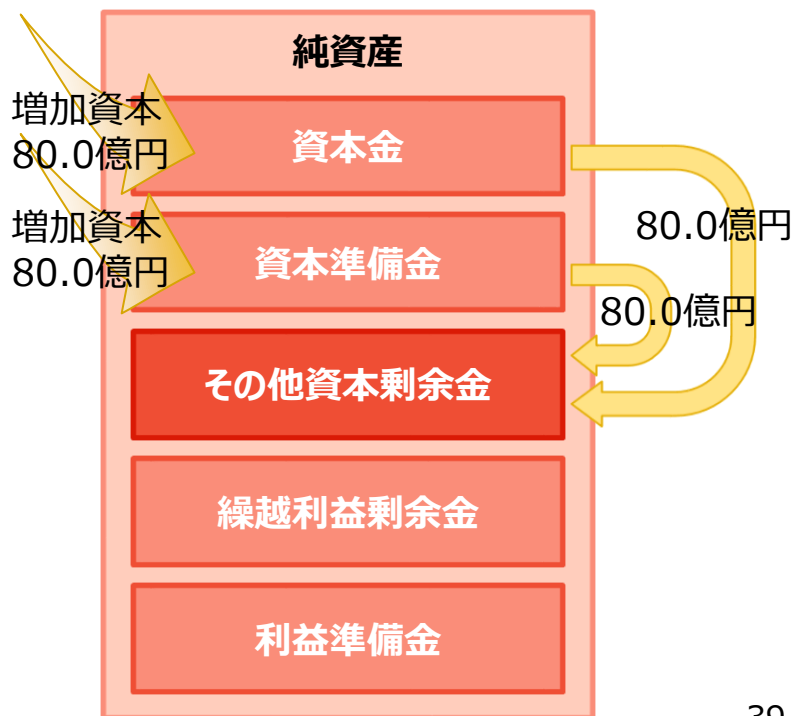 純資産
増加資本
80.0億円
資本金
増加資本
80.0億円
資本準備金
80.0億円
80.0億円
その他資本剰余金
繰越利益剰余金
利益準備金